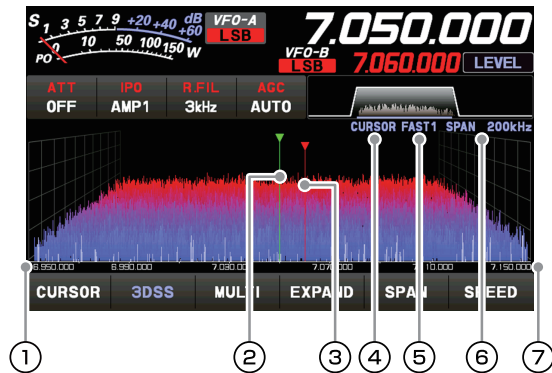 S 1 3 5 7 9 +20 +40 +60 dB
PO 0 10 50 100 150 W
VFO-A
LSB
7.050.000
VFO-B
LSB
7.060.000
LEVEL
ATT IPO R.FIL AGC
OFF AMP1 3kHz AUTO
CURSOR FAST1 SPAN 200kHz
6.950.000 6.990.000 7.030.000 7.070.000 7.110.000 7.150.000
CURSOR 3DSS MULTI EXPAND SPAN SPEED
① ② ③ ④ ⑤ ⑥ ⑦